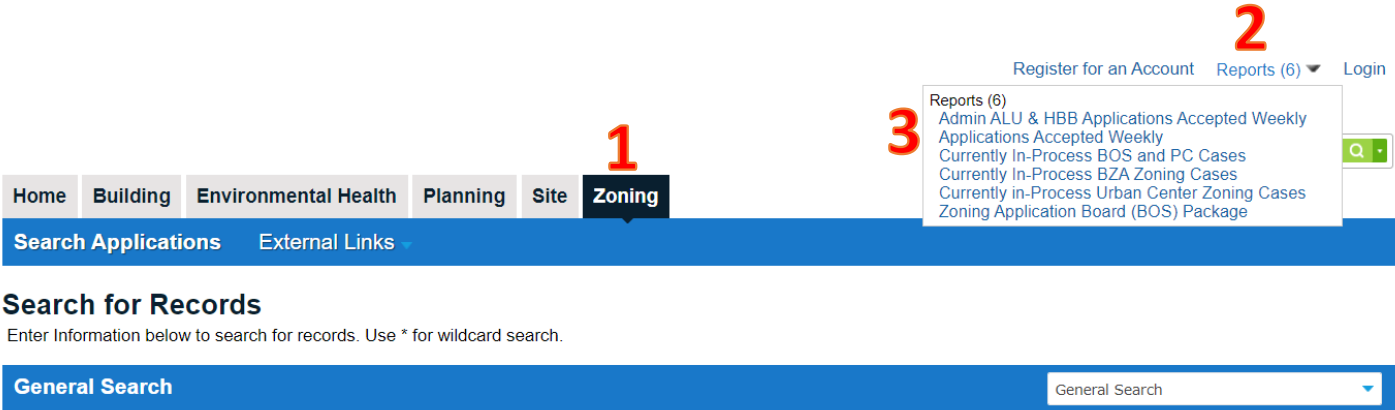 2
Register for an Account Reports (6) Login
3
Reports (6)
Admin ALU & HBB Applications Accepted Weekly
Applications Accepted Weekly
Currently In-Process BOS and PC Cases
Currently In-Process BZA Zoning Cases
Currently in-Process Urban Center Zoning Cases
Zoning Application Board (BOS) Package
1
Home Building Environmental Health Planning Site Zoning
Search Applications External Links
Search for Records
Enter Information below to search for records. Use * for wildcard search.
General Search General Search